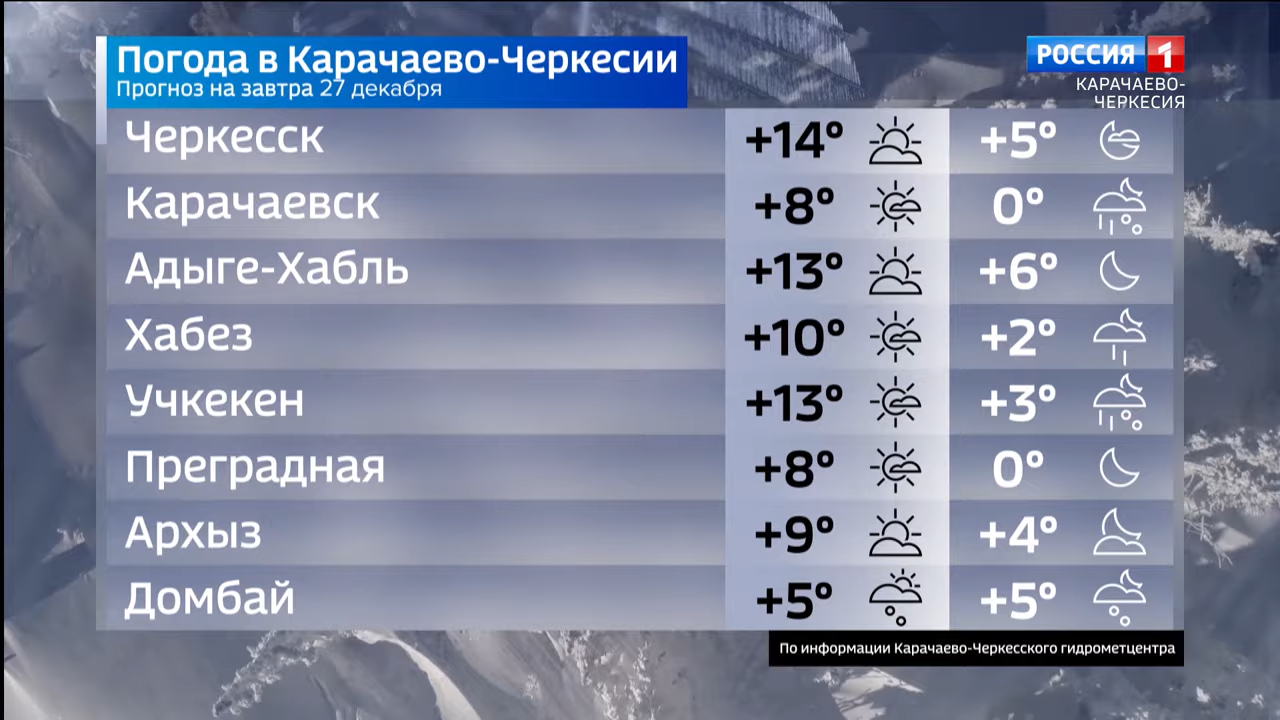 Погода в Карачаево-Черкесии
Прогноз на завтра 27 декабря
РОССИЯ 1
КАРАЧАЕВО-
ЧЕРКЕСИЯ
Черкесск +14° +5°
Карачаевск +8° 0°
Адыге-Хабль +13° +6°
Хабез +10° +2°
Учкекен +13° +3°
Преградная +8° 0°
Архыз +9° +4°
Домбай +5° +5°
По информации Карачаево-Черкесского гидрометцентра